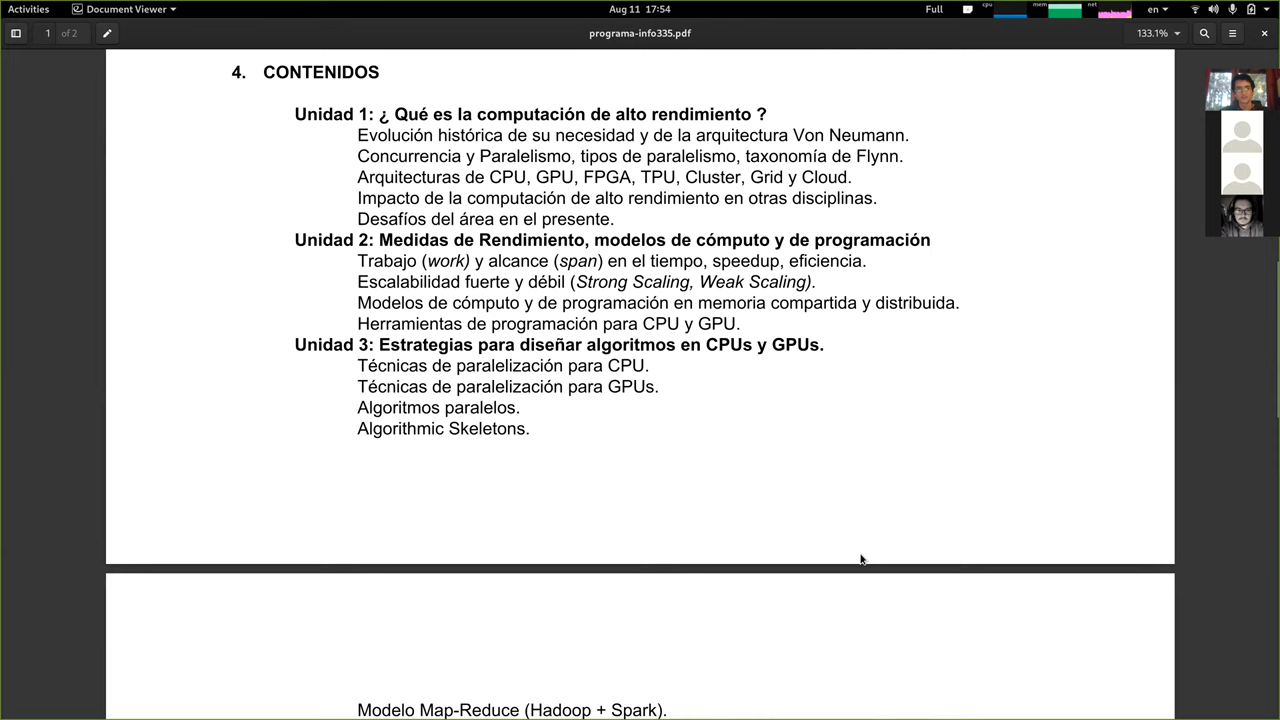 Activities
Document Viewer
Aug 11 17:54
Full
cpu
mem
net
en
1 of 2
programa-info335.pdf
133.1%
4. CONTENIDOS
Unidad 1: ¿ Qué es la computación de alto rendimiento ?
Evolución histórica de su necesidad y de la arquitectura Von Neumann.
Concurrencia y Paralelismo, tipos de paralelismo, taxonomía de Flynn.
Arquitecturas de CPU, GPU, FPGA, TPU, Cluster, Grid y Cloud.
Impacto de la computación de alto rendimiento en otras disciplinas.
Desafíos del área en el presente.
Unidad 2: Medidas de Rendimiento, modelos de cómputo y de programación
Trabajo (work) y alcance (span) en el tiempo, speedup, eficiencia.
Escalabilidad fuerte y débil (Strong Scaling, Weak Scaling).
Modelos de cómputo y de programación en memoria compartida y distribuida.
Herramientas de programación para CPU y GPU.
Unidad 3: Estrategias para diseñar algoritmos en CPUs y GPUs.
Técnicas de paralelización para CPU.
Técnicas de paralelización para GPUs.
Algoritmos paralelos.
Algorithmic Skeletons.
Modelo Map-Reduce (Hadoop + Spark).